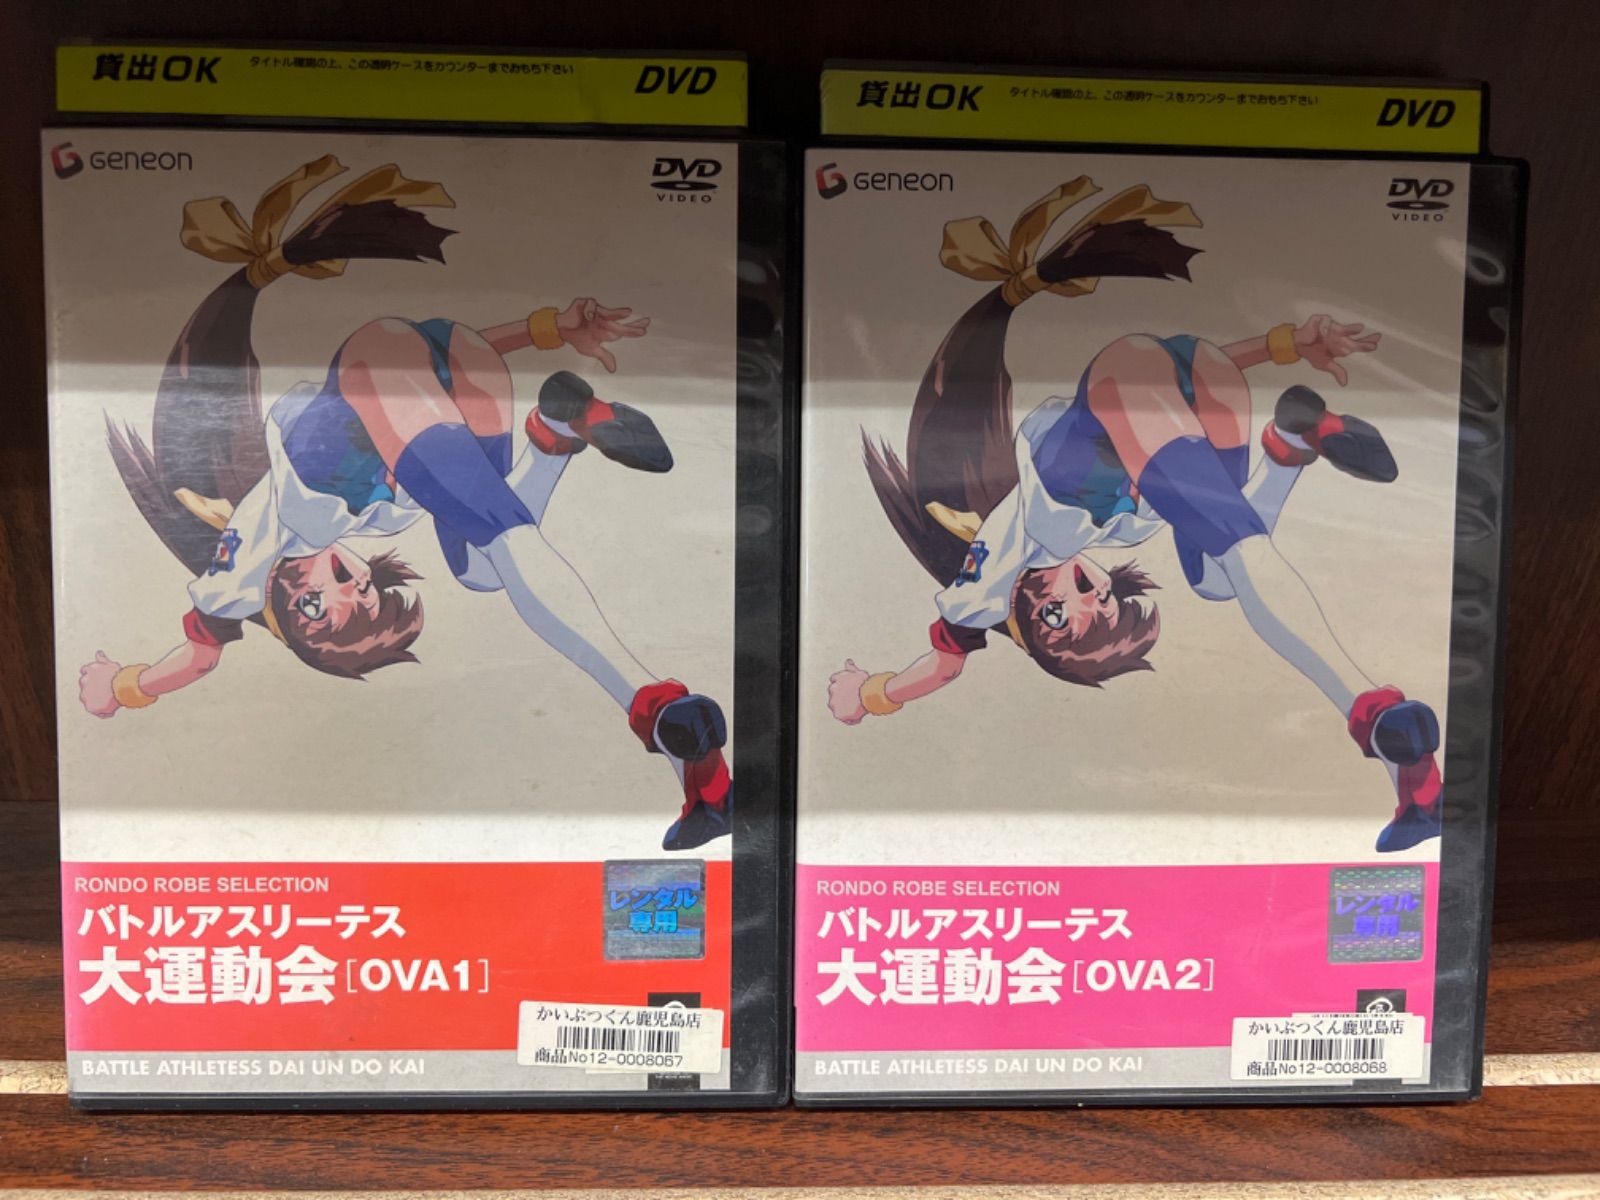 貸出OK タイトル確認の上、この透明ケースをカウンターまでおもち下さい DVD
Geneon
DVD
VIDEO
RONDO ROBE SELECTION
バトルアスリーテス
大運動会[OVA1]
レンタル
専用
かいぶつくん鹿児島店
商品No12-0008067
BATTLE ATHLETESS DAI UN DO KAI
貸出OK タイトル確認の上、この透明ケースをカウンターまでおもち下さい DVD
Geneon
DVD
VIDEO
RONDO ROBE SELECTION
バトルアスリーテス
大運動会[OVA2]
レンタル
専用
かいぶつくん鹿児島店
商品No12-0008068
BATTLE ATHLETESS DAI UN DO KAI